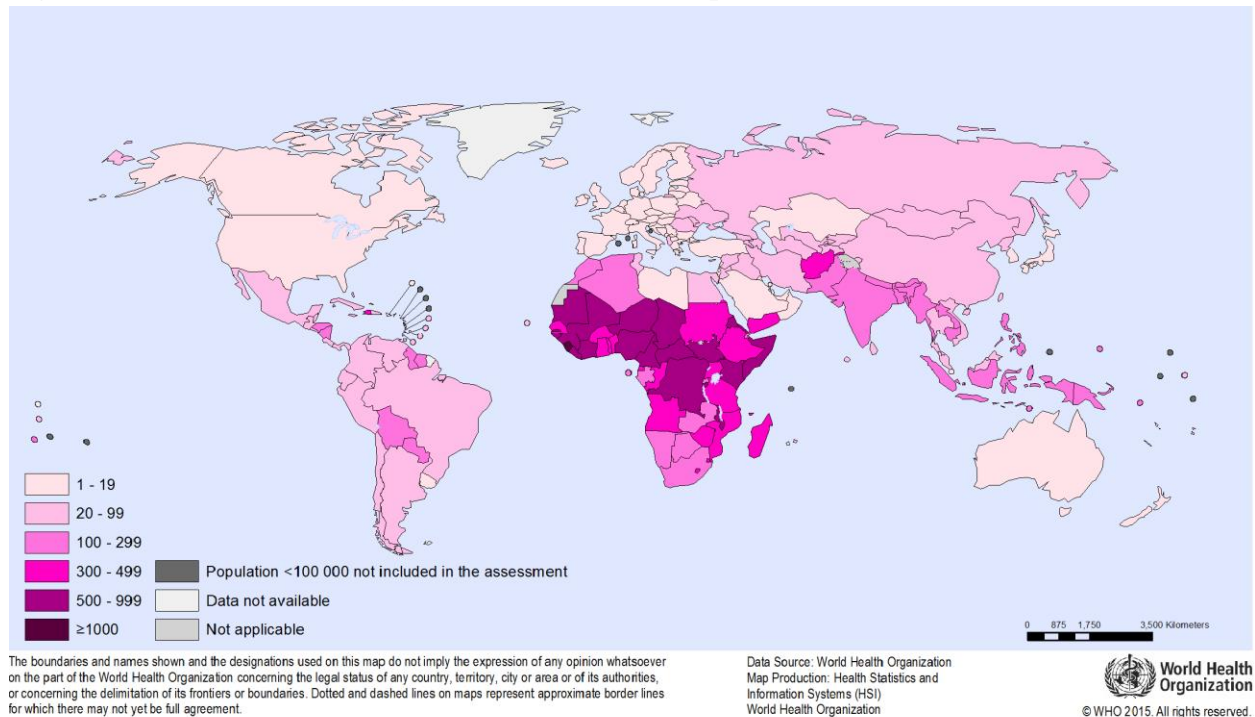 1 - 19
20 - 99
100 - 299
300 - 499
500 - 999
≥1000
Population <100 000 not included in the assessment
Data not available
Not applicable
0 875 1,750 3,500 Kilometers
The boundaries and names shown and the designations used on this map do not imply the expression of any opinion whatsoever
on the part of the World Health Organization concerning the legal status of any country, territory, city or area or of its authorities,
or concerning the delimitation of its frontiers or boundaries. Dotted and dashed lines on maps represent approximate border lines
for which there may not yet be full agreement.
Data Source: World Health Organization
Map Production: Health Statistics and
Information Systems (HSI)
World Health Organization
World Health
Organization
© WHO 2015. All rights reserved.